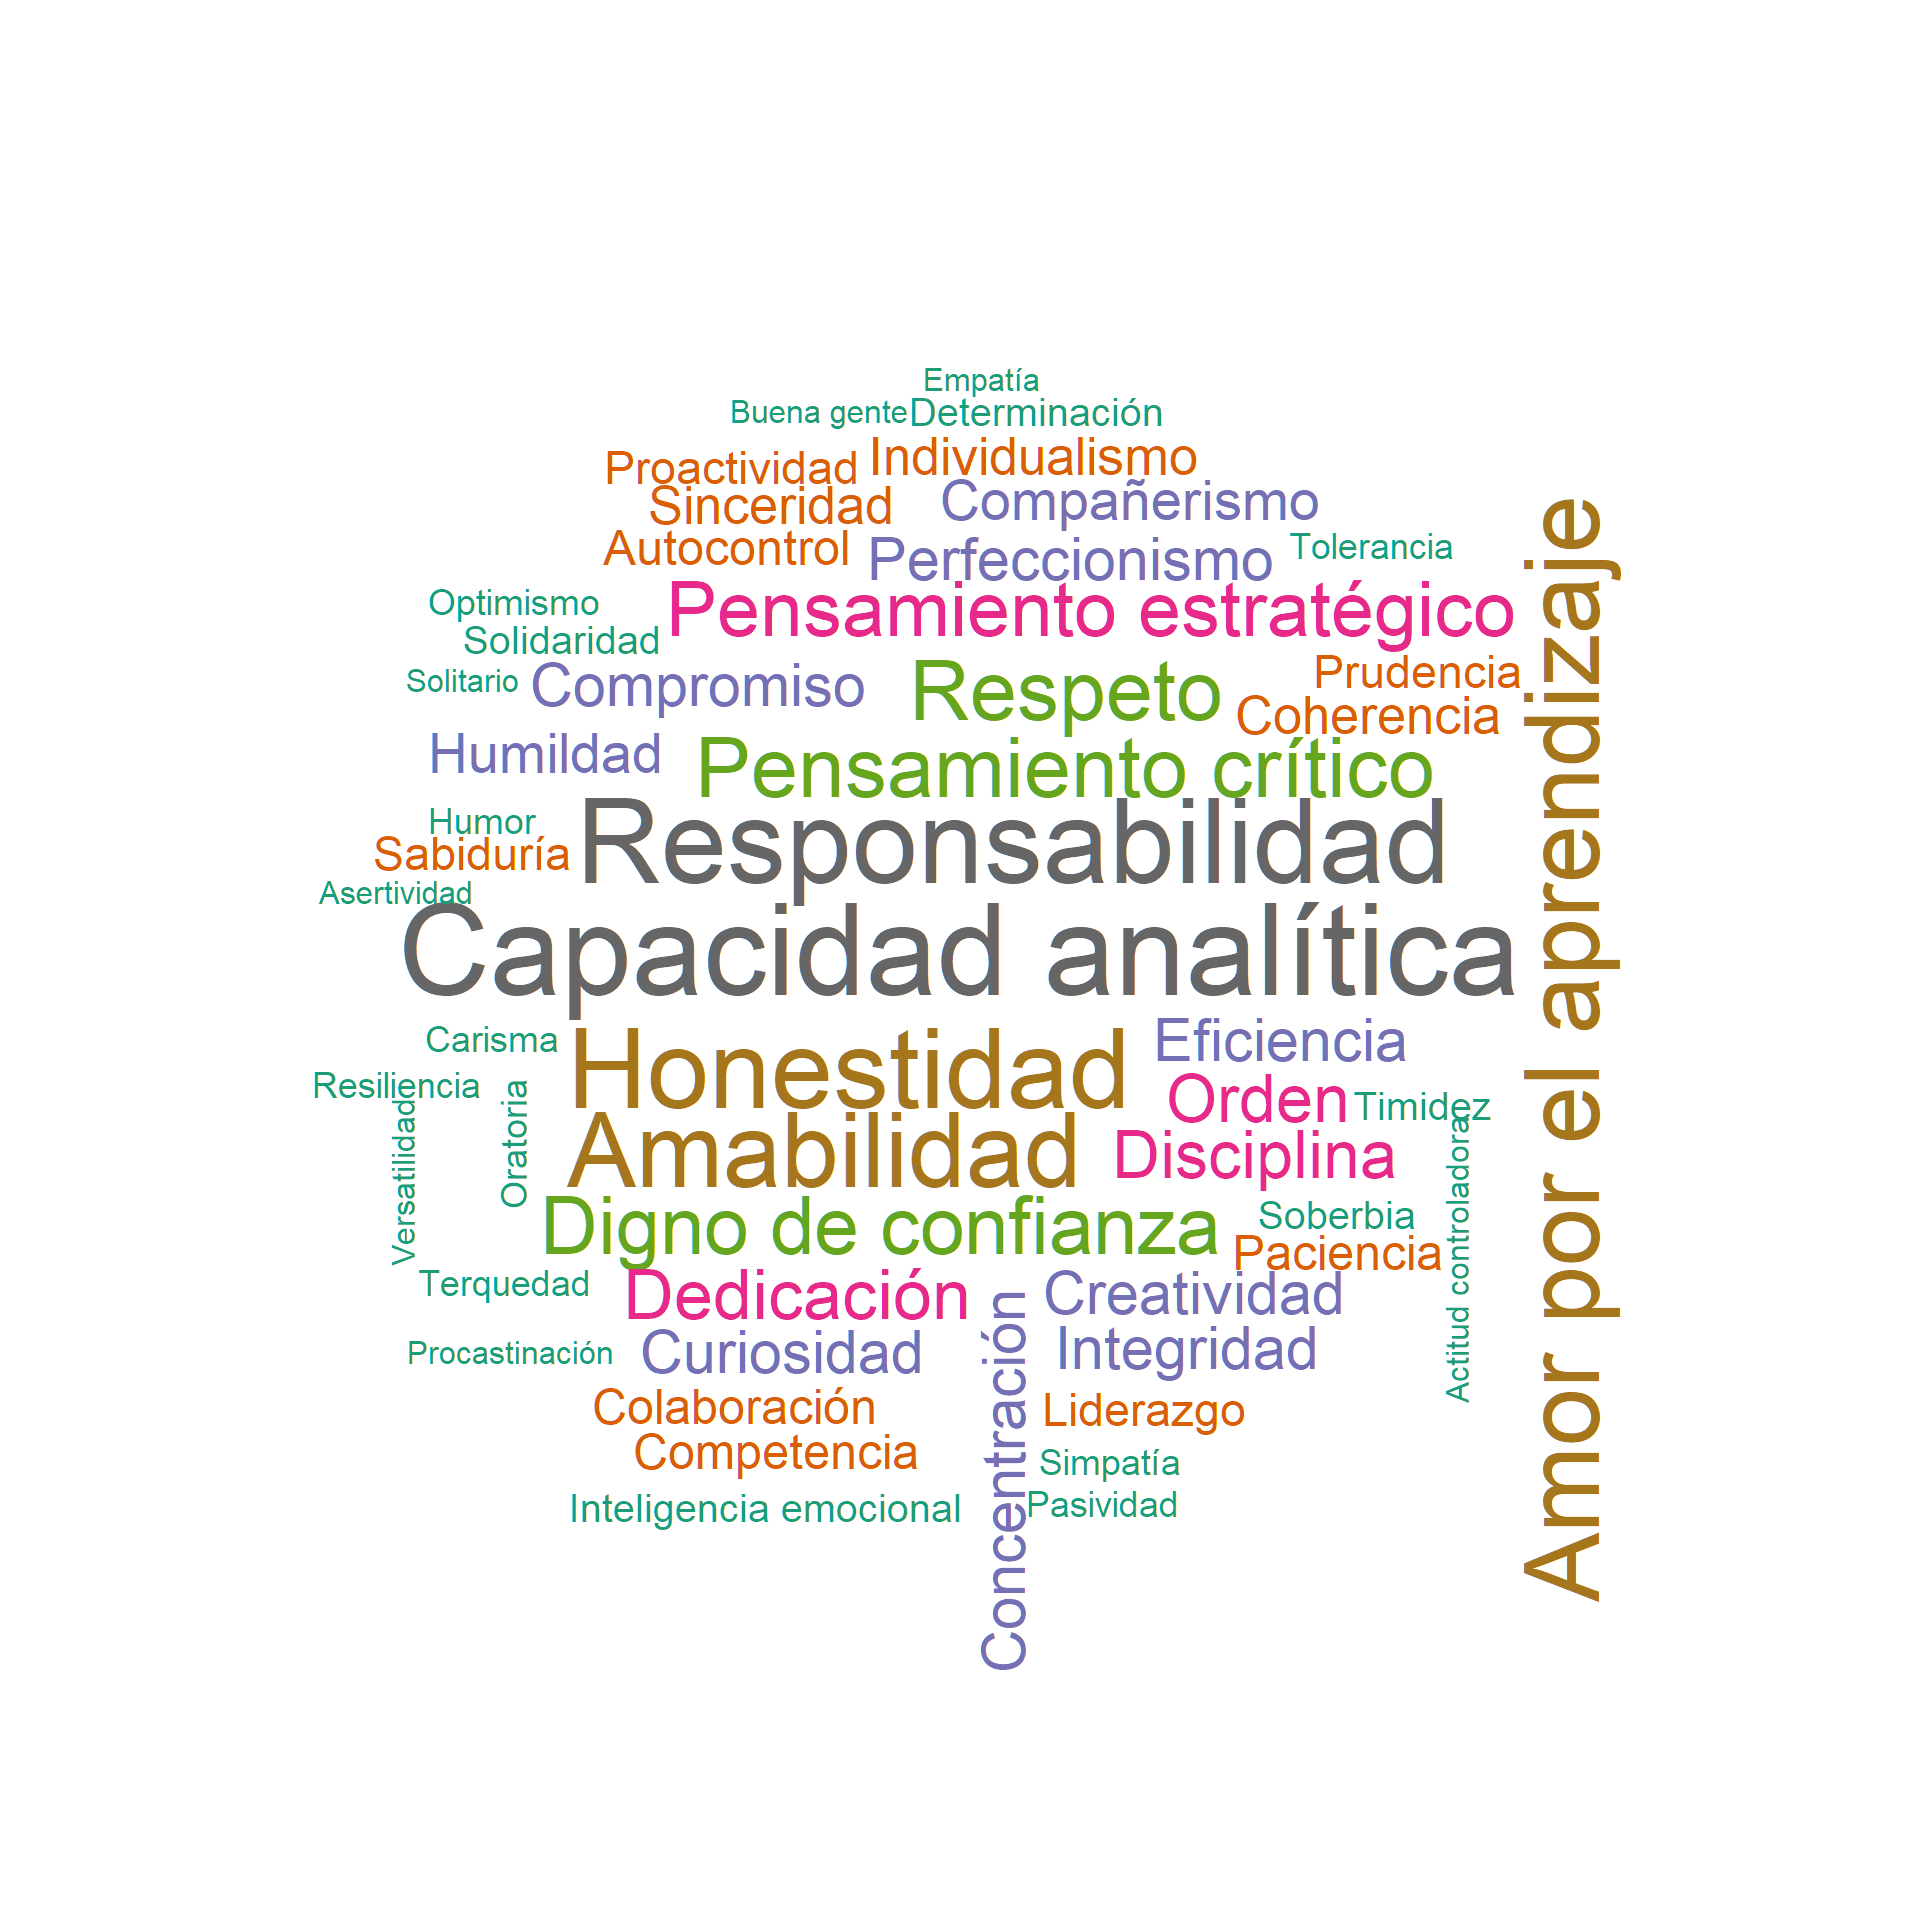 Empatía
Buena gente
Determinación
Proactividad
Individualismo
Sinceridad
Compañerismo
Autocontrol
Perfeccionismo
Tolerancia
Optimismo
Pensamiento estratégico
Solidaridad
Solitario
Compromiso
Respeto
Prudencia
Coherencia
Humildad
Pensamiento crítico
Humor
Sabiduría
Responsabilidad
Asertividad
Capacidad analítica
Amor por el aprendizaje
Carisma
Honestidad
Eficiencia
Resiliencia
Versatilidad
Oratoria
Orden
Timidez
Amabilidad
Disciplina
Actitud controladora
Digno de confianza
Soberbia
Paciencia
Terquedad
Dedicación
Creatividad
Procastinación
Curiosidad
Concentración
Integridad
Colaboración
Liderazgo
Competencia
Simpatía
Inteligencia emocional
Pasividad